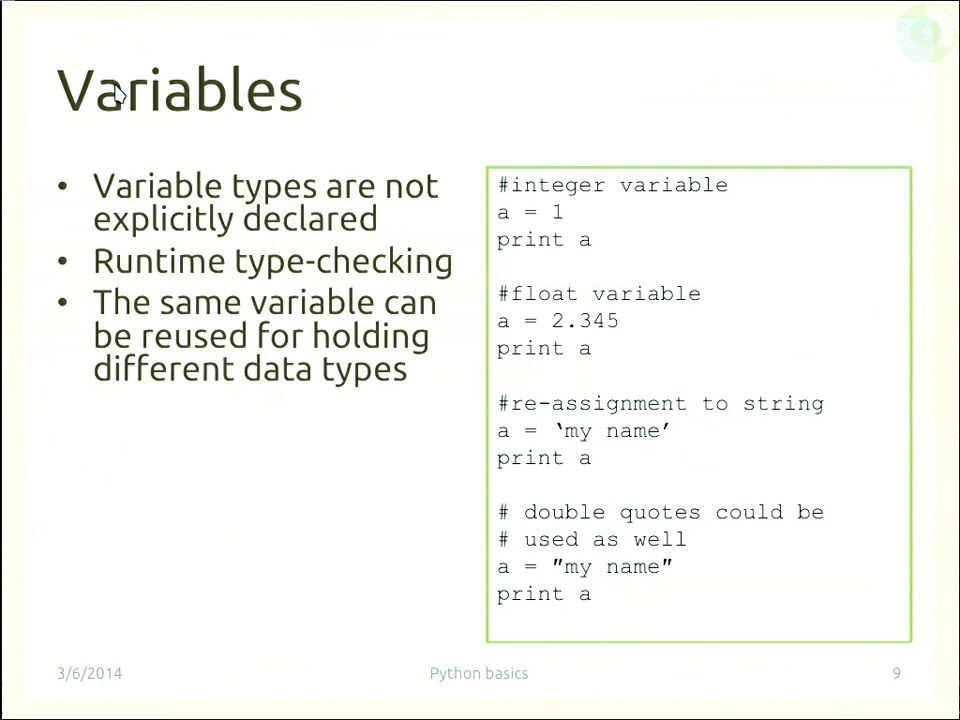 9
Variables
• Variable types are not
explicitly declared
• Runtime type-checking
• The same variable can
be reused for holding
different data types
#integer variable
a = 1
print a
#float variable
a = 2.345
print a
#re-assignment to string
a = ‘my name’
print a
# double quotes could be
# used as well
a = "my name"
print a
3/6/2014
Python basics
9